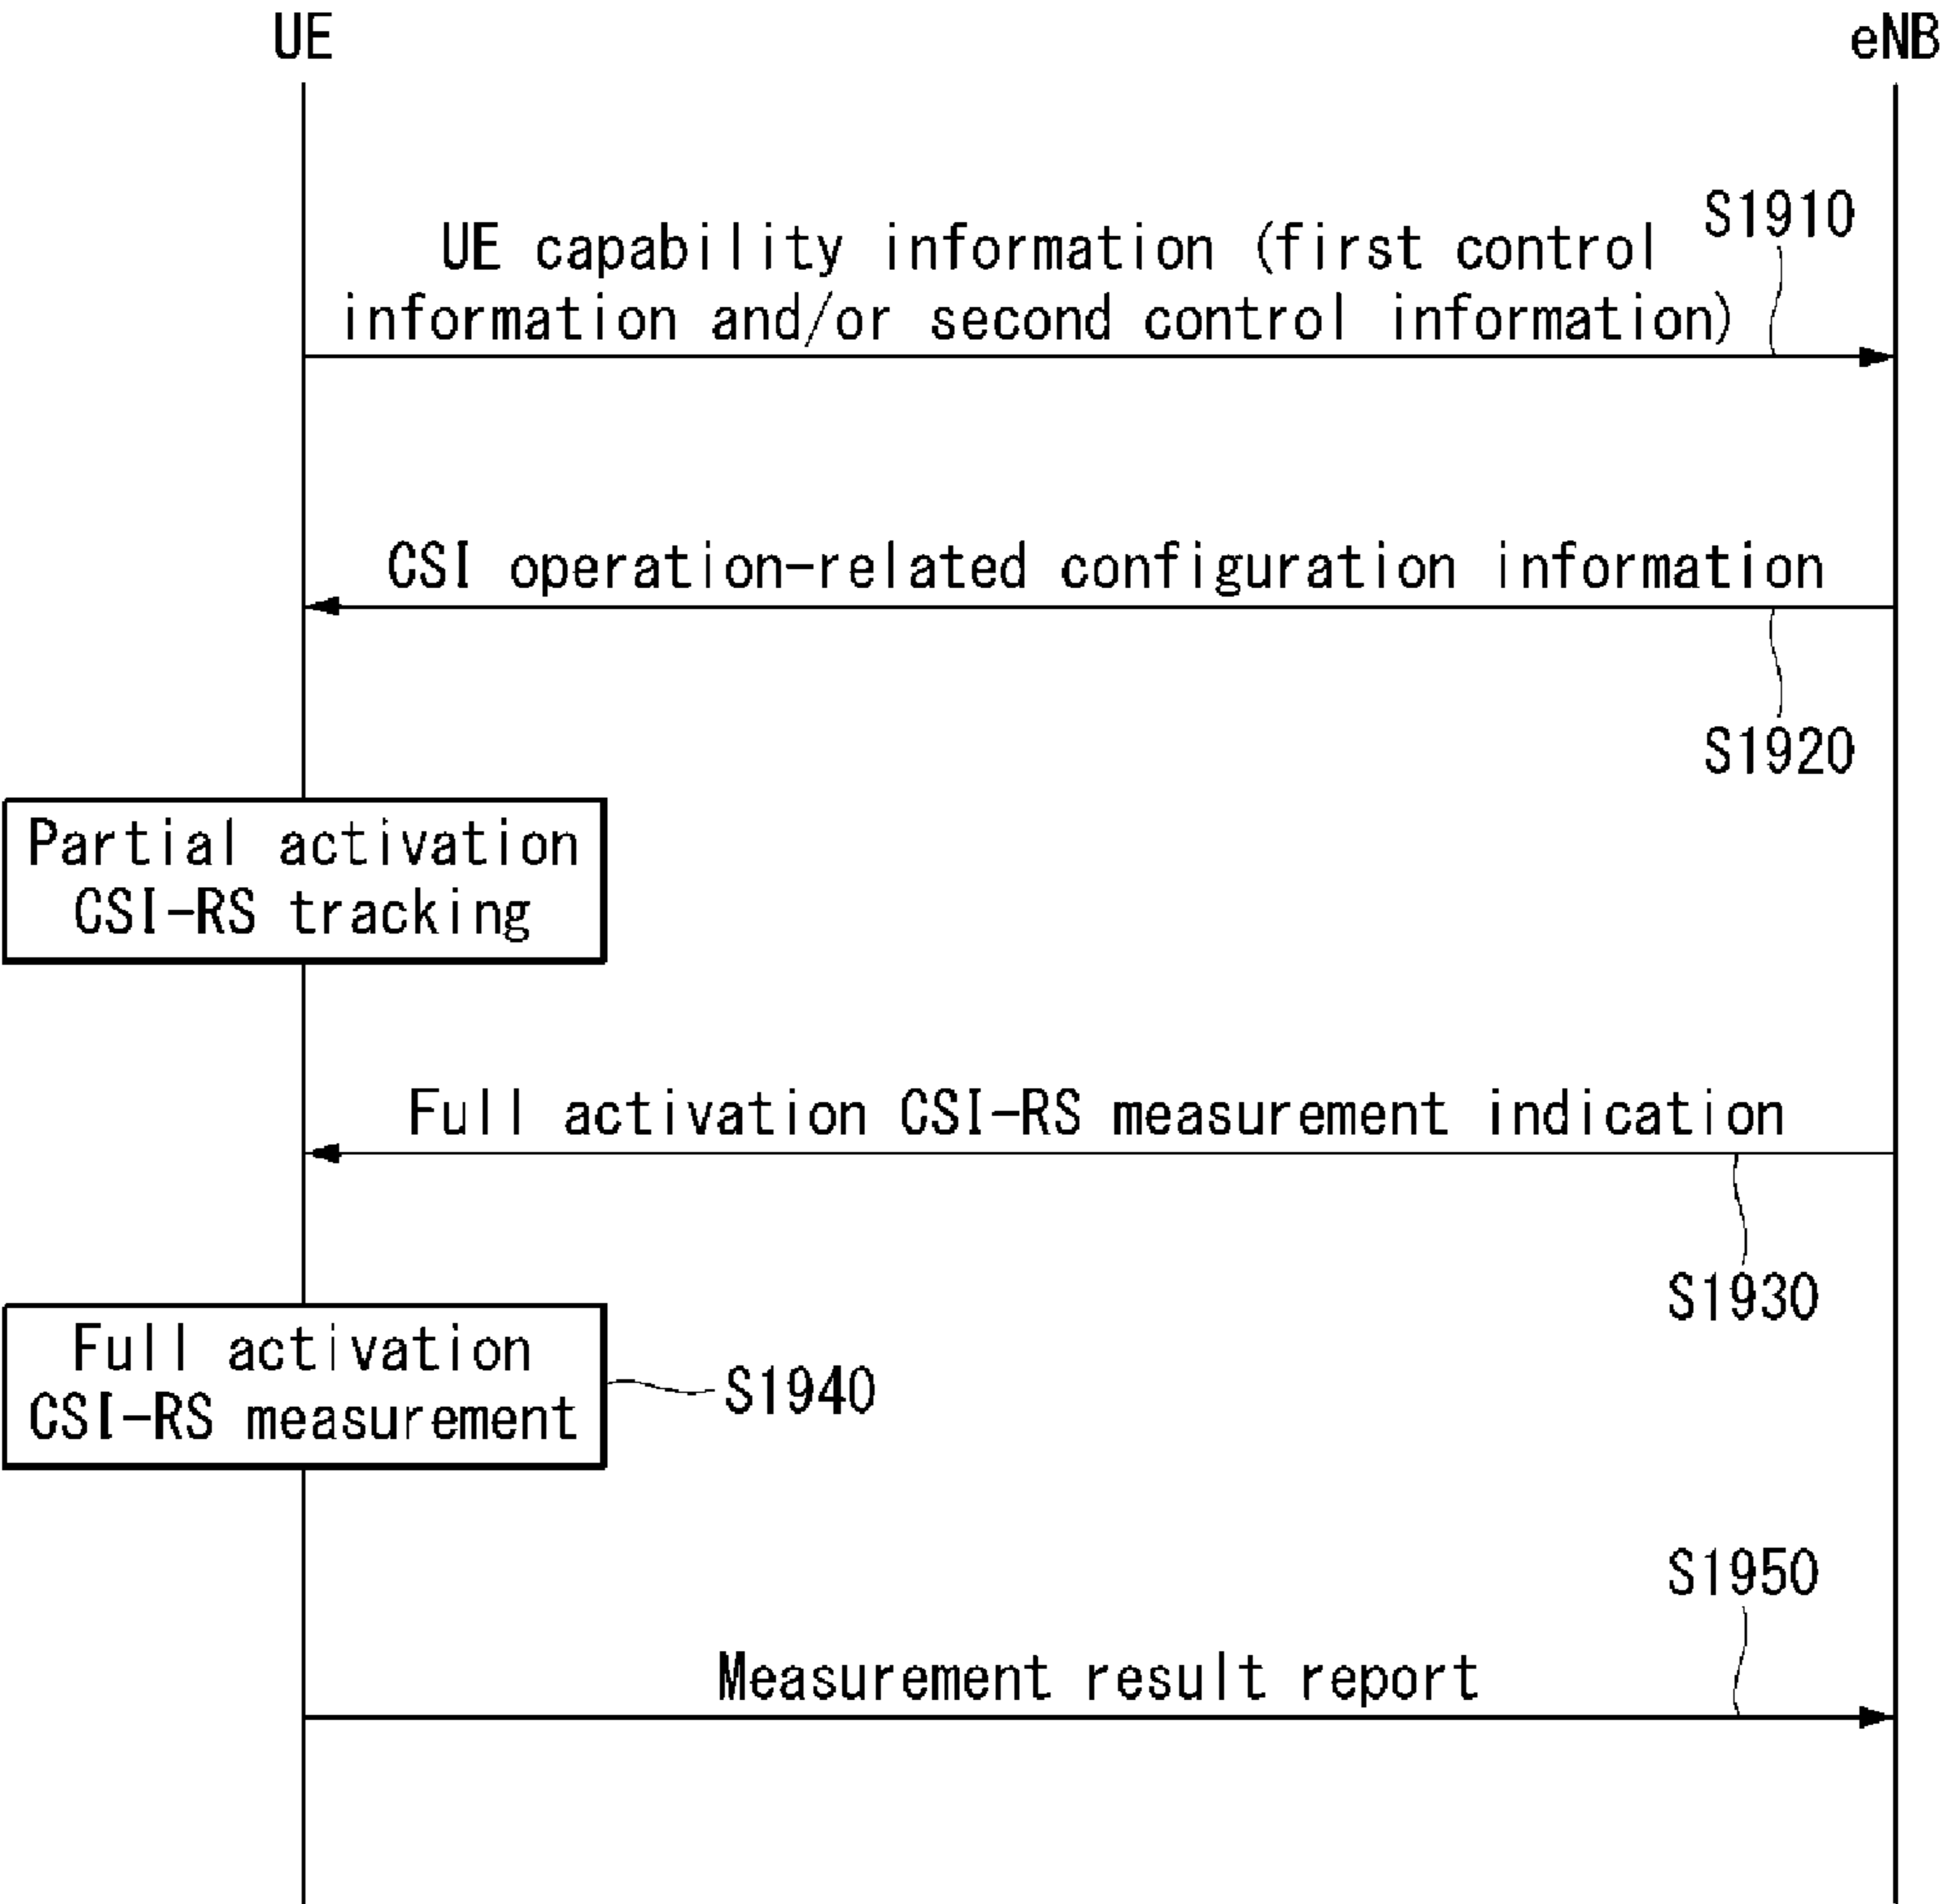 UE
eNB
S1910
UE capability information (first control
information and/or second control information)
CSI operation-related configuration information
S1920
Partial activation
CSI-RS tracking
Full activation CSI-RS measurement indication
S1930
Full activation
CSI-RS measurement
S1940
S1950
Measurement result report